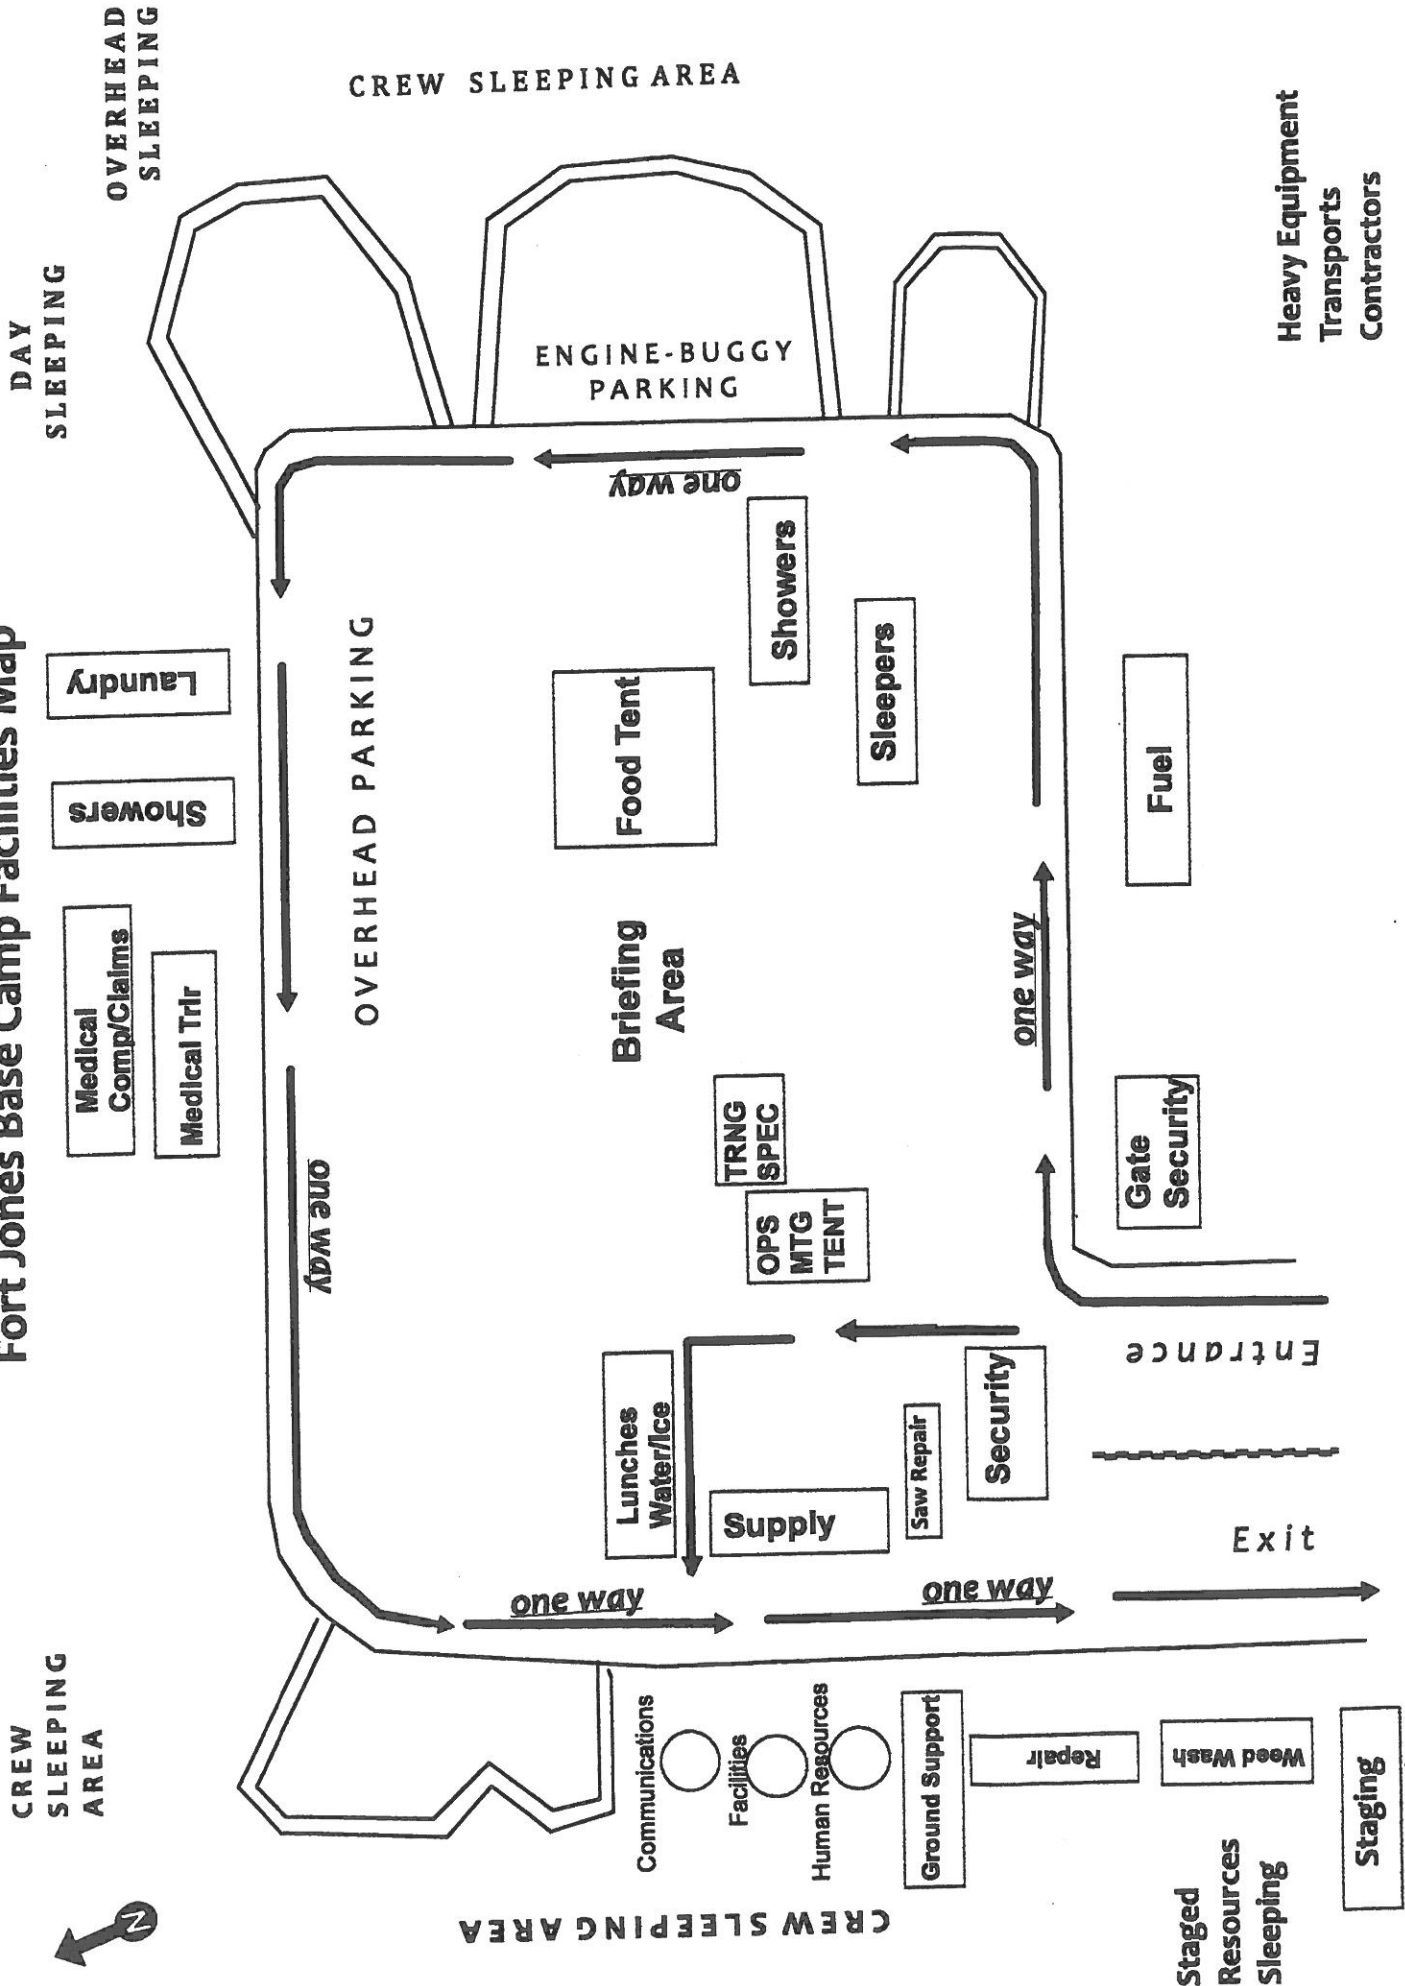 Fort Jones Base Camp Facilities Map
CREW
SLEEPING
AREA
DAY
SLEEPING
OVERHEAD
SLEEPING
N
Medical
Comp/Claims
Medical Trlr
Showers
Laundry
one way
OVERHEAD PARKING
CREW SLEEPING AREA
Communications
Facilities
Human Resources
Ground Support
Repair
Weed Wash
Staging
Staged
Resources
Sleeping
CREW SLEEPING AREA
one way
one way
Lunches
Water/Ice
Supply
Saw Repair
Security
OPS
MTG
TENT
TRNG
SPEC
Briefing
Area
Food Tent
Showers
Sleepers
one way
ENGINE-BUGGY
PARKING
one way
Exit
Entrance
Gate
Security
Fuel
Heavy Equipment
Transports
Contractors